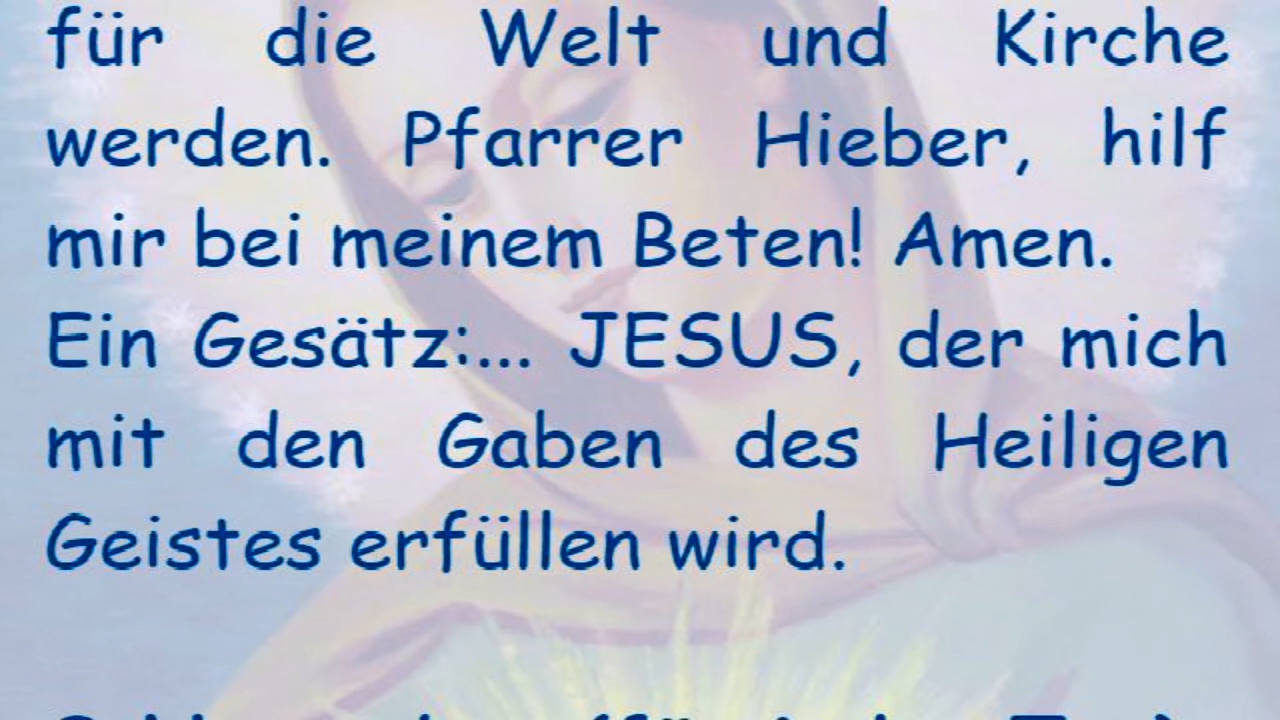 für die Welt und Kirche
werden. Pfarrer Hieber, hilf
mir bei meinem Beten! Amen.
Ein Gesätz:... JESUS, der mich
mit den Gaben des Heiligen
Geistes erfüllen wird.